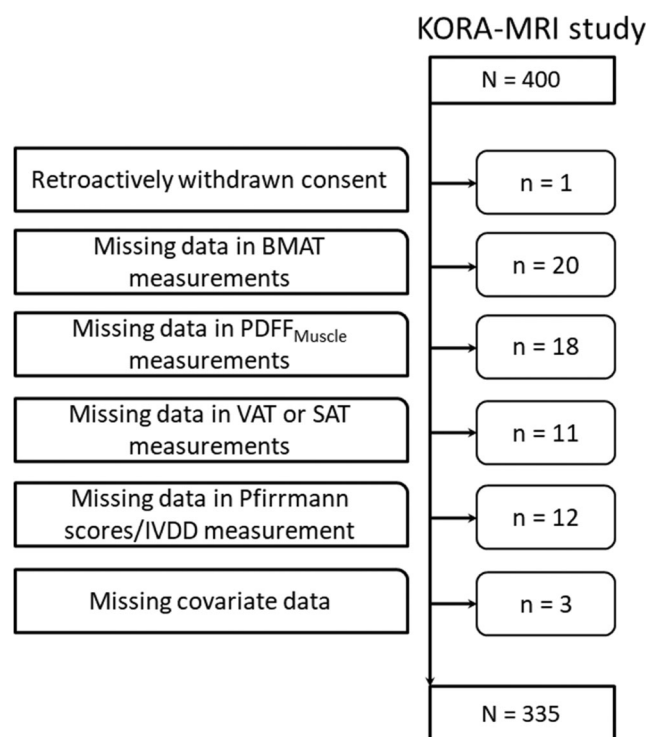 KORA-MRI study
N = 400
Retroactively withdrawn consent
n = 1
Missing data in BMAT
measurements
n = 20
Missing data in PDFFMuscle
measurements
n = 18
Missing data in VAT or SAT
measurements
n = 11
Missing data in Pfirrmann
scores/IVDD measurement
n = 12
Missing covariate data
n = 3
N = 335